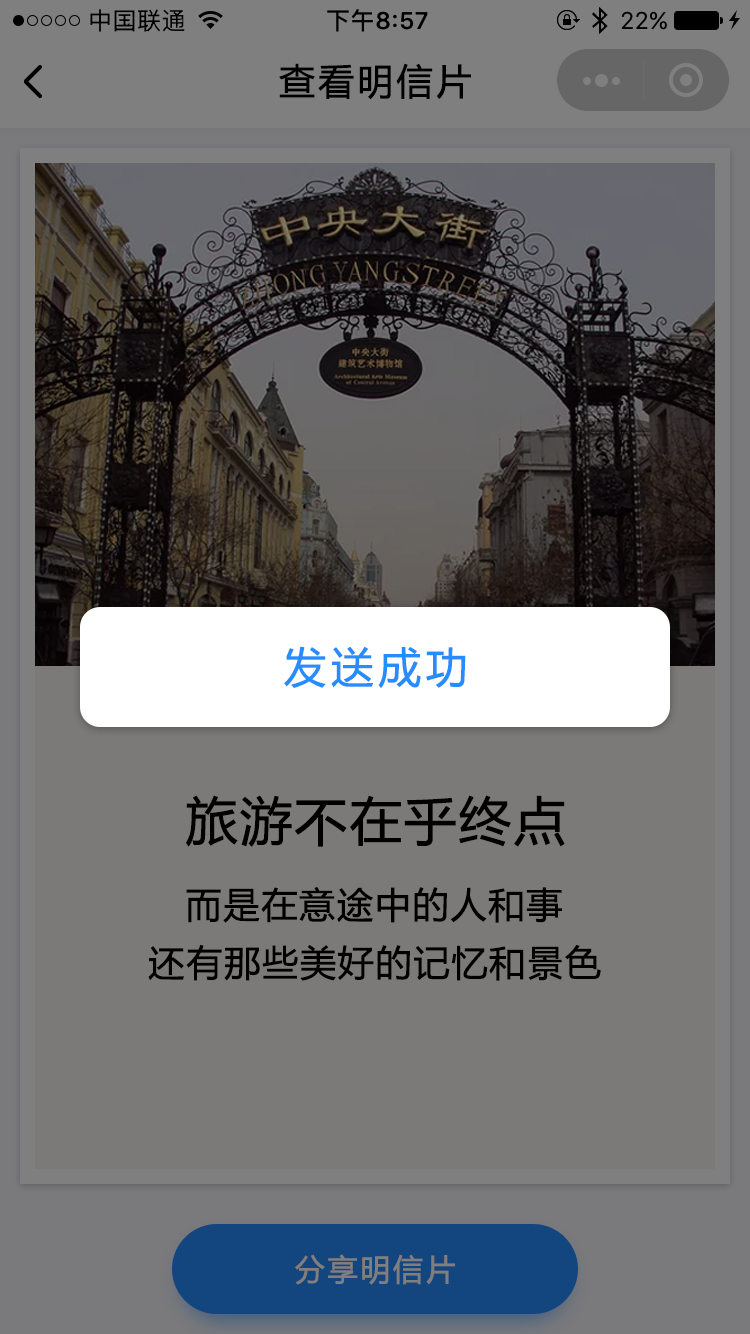 中国联通
下午8:57
22%
查看明信片
中央大街
ZHONG YANG STREET
中央大街
建筑艺术博物馆
Architectural Arts Museum
of Central Avenue
发送成功
旅游不在乎终点
而是在意途中的人和事
还有那些美好的记忆和景色
分享明信片